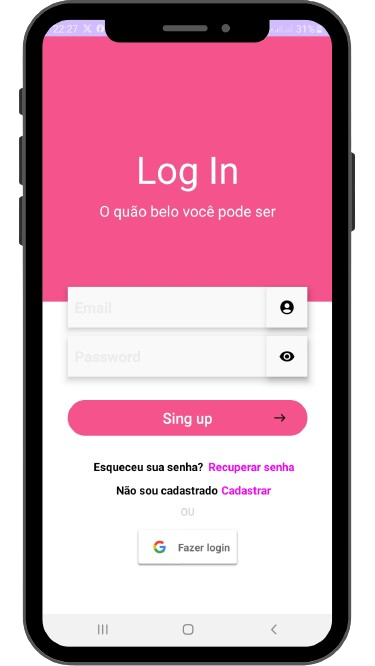 22:27 31%
Log In
O quão belo você pode ser
Email
Password
Sing up
Esqueceu sua senha? Recuperar senha
Não sou cadastrado Cadastrar
OU
Fazer login